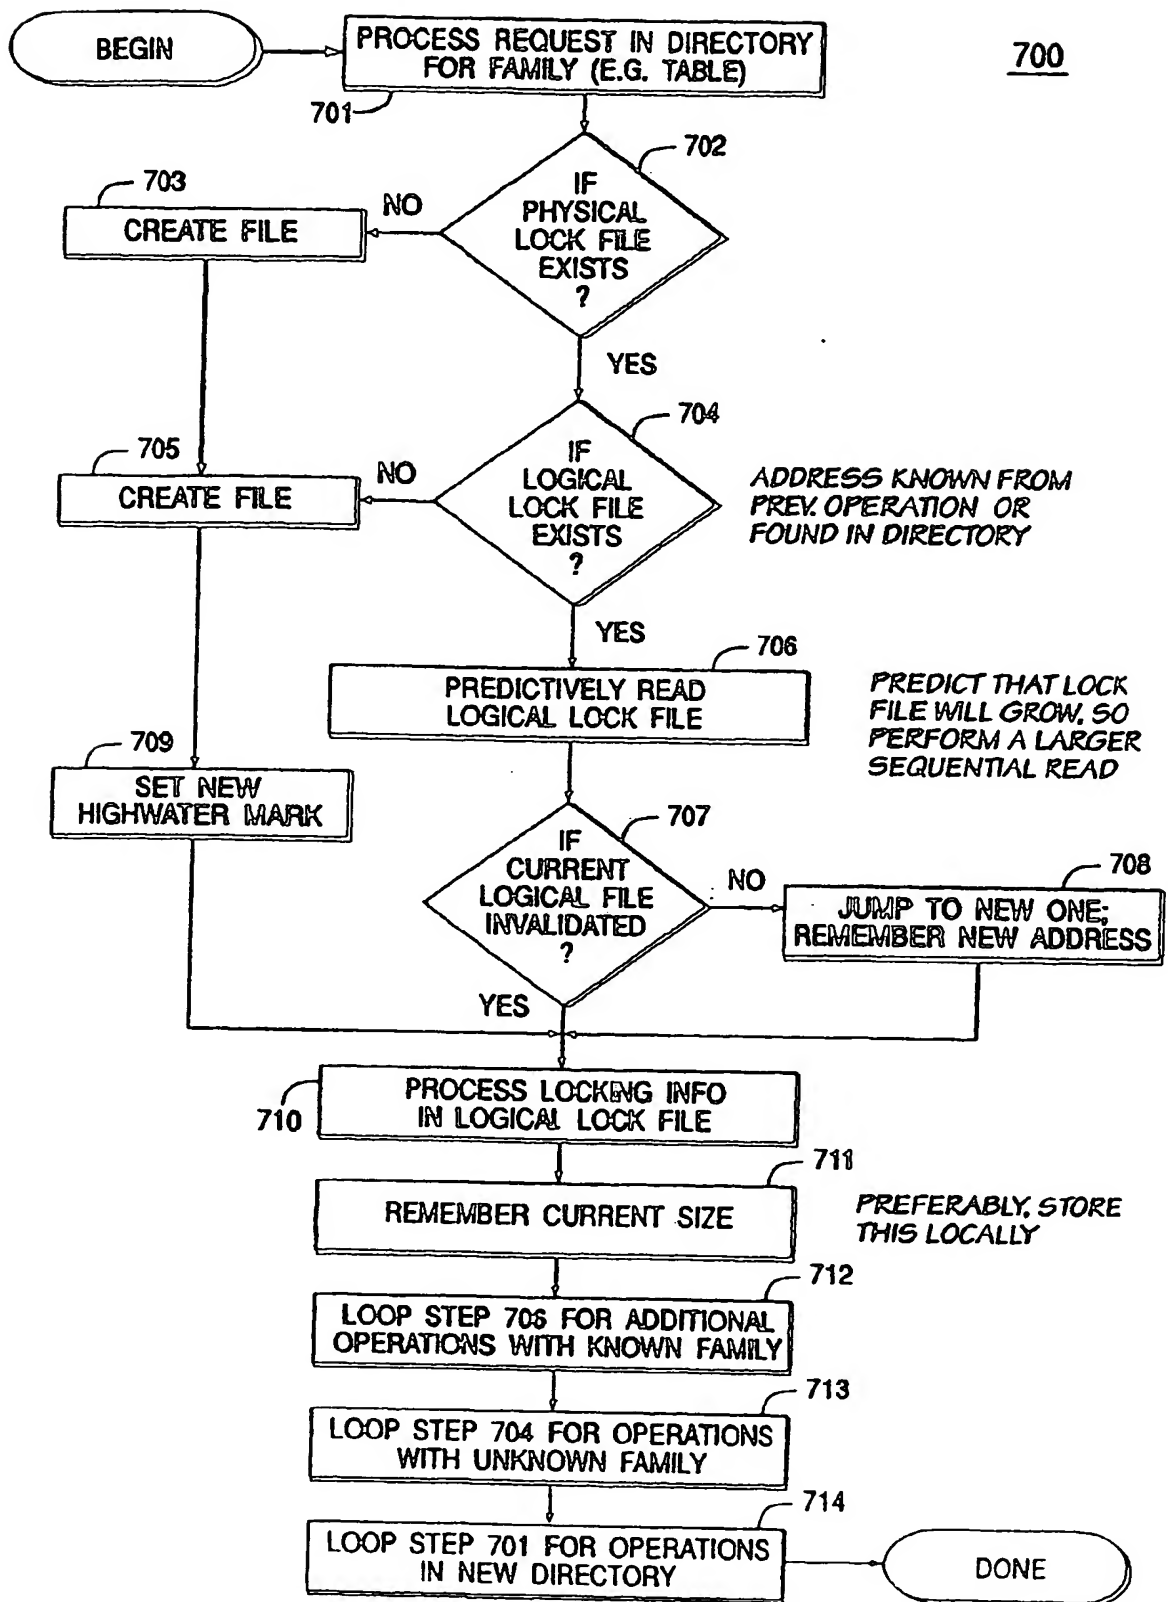 BEGIN
PROCESS REQUEST IN DIRECTORY
FOR FAMILY (E.G. TABLE)
700
701
702
IF
PHYSICAL
LOCK FILE
EXISTS
?
NO
703
CREATE FILE
YES
704
IF
LOGICAL
LOCK FILE
EXISTS
?
NO
705
CREATE FILE
ADDRESS KNOWN FROM
PREV. OPERATION OR
FOUND IN DIRECTORY
YES
706
PREDICTIVELY READ
LOGICAL LOCK FILE
PREDICT THAT LOCK
FILE WILL GROW, SO
PERFORM A LARGER
SEQUENTIAL READ
709
SET NEW
HIGHWATER MARK
707
IF
CURRENT
LOGICAL FILE
INVALIDATED
?
NO
708
JUMP TO NEW ONE;
REMEMBER NEW ADDRESS
YES
710
PROCESS LOCKING INFO
IN LOGICAL LOCK FILE
711
REMEMBER CURRENT SIZE
PREFERABLY, STORE
THIS LOCALLY
712
LOOP STEP 706 FOR ADDITIONAL
OPERATIONS WITH KNOWN FAMILY
713
LOOP STEP 704 FOR OPERATIONS
WITH UNKNOWN FAMILY
714
LOOP STEP 701 FOR OPERATIONS
IN NEW DIRECTORY
DONE